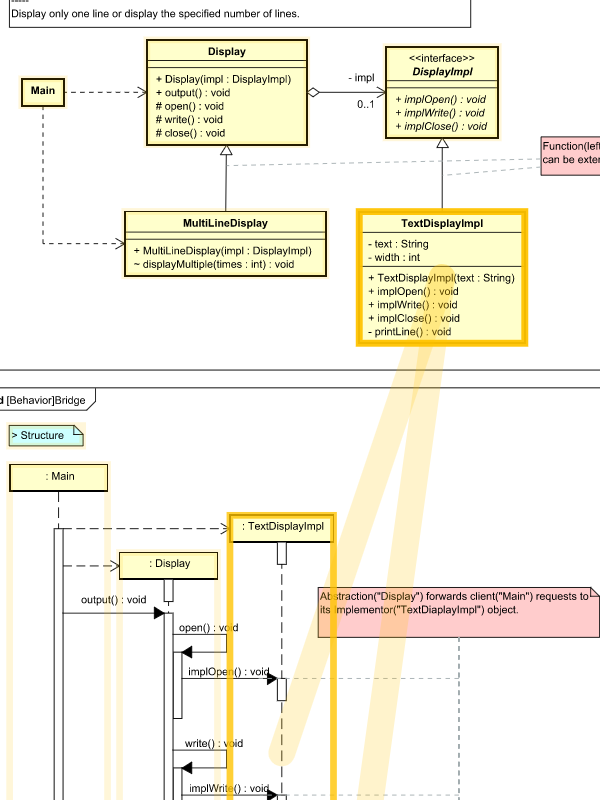 Display only one line or display the specified number of lines.
Display
+ Display(impl : DisplayImpl)
+ output() : void
# open() : void
# write() : void
# close() : void
- impl
0..1
<<interface>>
DisplayImpl
+ implOpen() : void
+ implWrite() : void
+ implClose() : void
Main
Function(left
can be exter
MultiLineDisplay
+ MultiLineDisplay(impl : DisplayImpl)
~ displayMultiple(times : int) : void
TextDisplayImpl
- text : String
- width : int
+ TextDisplayImpl(text : String)
+ implOpen() : void
+ implWrite() : void
+ implClose() : void
- printLine() : void
d [Behavior]Bridge
> Structure
: Main
: TextDisplayImpl
: Display
output() : void
Abstraction("Display") forwards client("Main") requests to
its Implementor("TextDiaplayImpl") object.
open() : void
implOpen() : void
write() : void
implWrite() : void